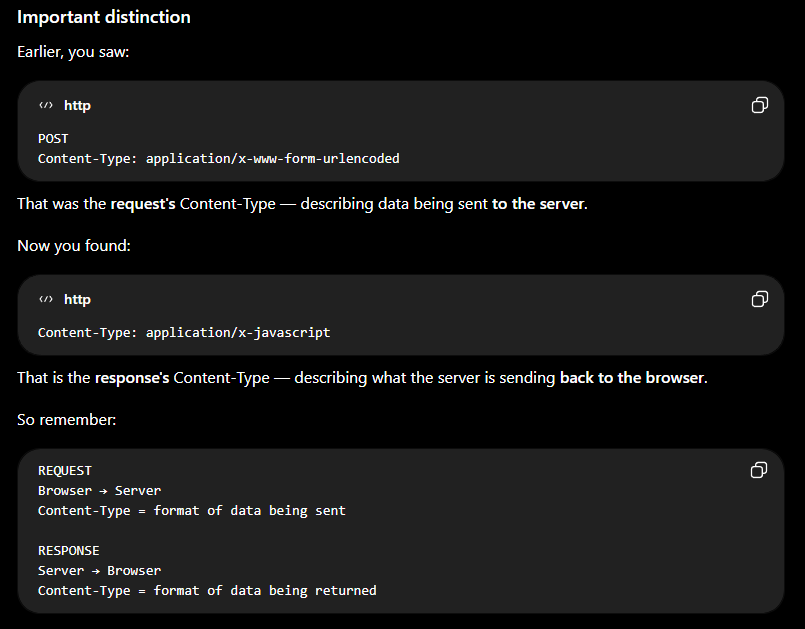 Important distinction
Earlier, you saw:
</> http
POST
Content-Type: application/x-www-form-urlencoded
That was the request's Content-Type — describing data being sent to the server.
Now you found:
</> http
Content-Type: application/x-javascript
That is the response's Content-Type — describing what the server is sending back to the browser.
So remember:
REQUEST
Browser → Server
Content-Type = format of data being sent
RESPONSE
Server → Browser
Content-Type = format of data being returned